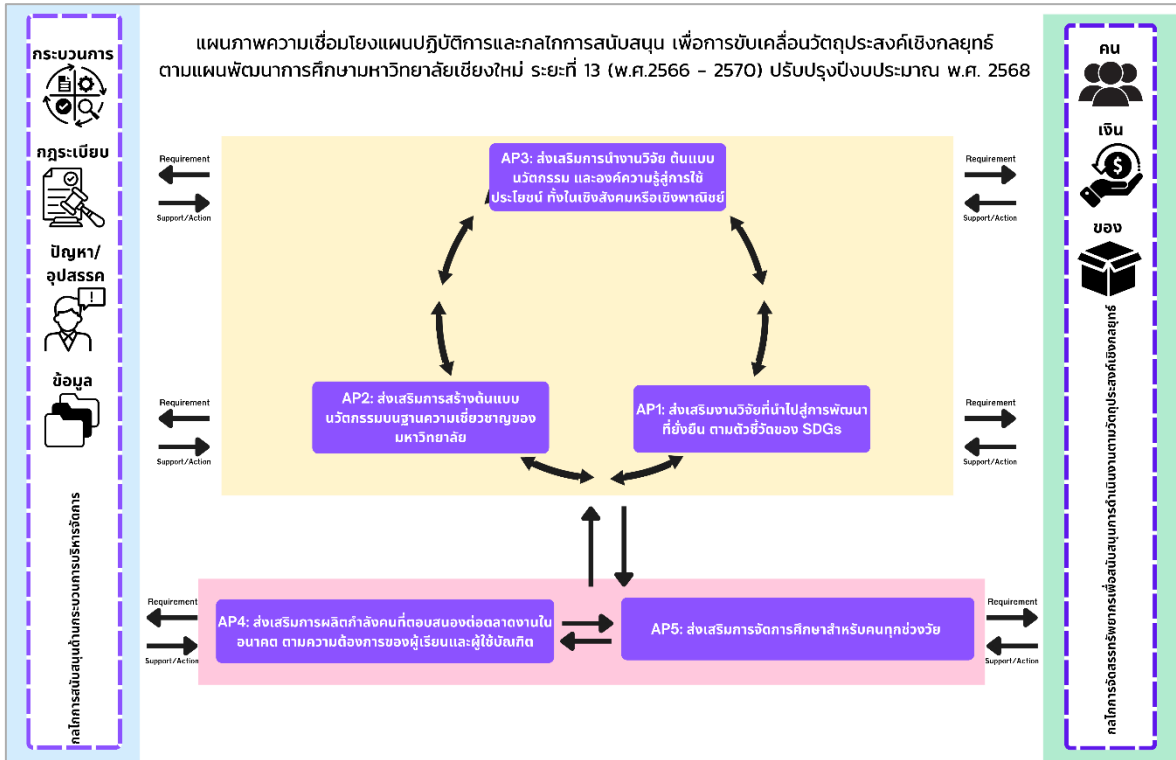 แผนภาพความเชื่อมโยงแผนปฏิบัติการและกลไกการสนับสนุน เพื่อการขับเคลื่อนวัตถุประสงค์เชิงกลยุทธ์
ตามแผนพัฒนาการศึกษามหาวิทยาลัยเชียงใหม่ ระยะที่ 13 (พ.ศ.2566 - 2570) ปรับปรุงปีงบประมาณ พ.ศ. 2568
กระบวนการ
กฎระเบียบ
ปัญหา/
อุปสรรค
ข้อมูล
กลไกการสนับสนุนด้านกระบวนการบริหารจัดการ
Requirement
Support/Action
AP3: ส่งเสริมการนำงานวิจัย ต้นแบบ
นวัตกรรม และองค์ความรู้สู่การใช้
ประโยชน์ ทั้งในเชิงสังคมหรือเชิงพาณิชย์
Requirement
Support/Action
Requirement
Support/Action
AP2: ส่งเสริมการสร้างต้นแบบ
นวัตกรรมบนฐานความเชี่ยวชาญของ
มหาวิทยาลัย
AP1: ส่งเสริมงานวิจัยที่นำไปสู่การพัฒนา
ที่ยั่งยืน ตามตัวชี้วัดของ SDGs
Requirement
Support/Action
Requirement
Support/Action
AP4: ส่งเสริมการผลิตกำลังคนที่ตอบสนองต่อตลาดงานใน
อนาคต ตามความต้องการของผู้เรียนและผู้ใช้บัณฑิต
AP5: ส่งเสริมการจัดการศึกษาสำหรับคนทุกช่วงวัย
Requirement
Support/Action
คน
เงิน
$
ของ
กลไกการจัดสรรทรัพยากรเพื่อสนับสนุนการดำเนินงานตามวัตถุประสงค์เชิงกลยุทธ์